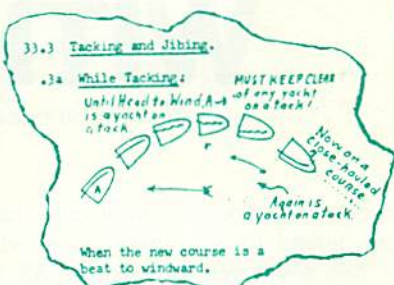 33.3 Tacking and Jibing.
.3a While Tacking:
Until Head to Wind, A→
is a yacht on
a tack
MUST KEEP CLEAR
of any yacht
on a tack!
Now on a
close-hauled
course
A
Again is
a yacht on a tack.
When the new course is a
beat to windward.